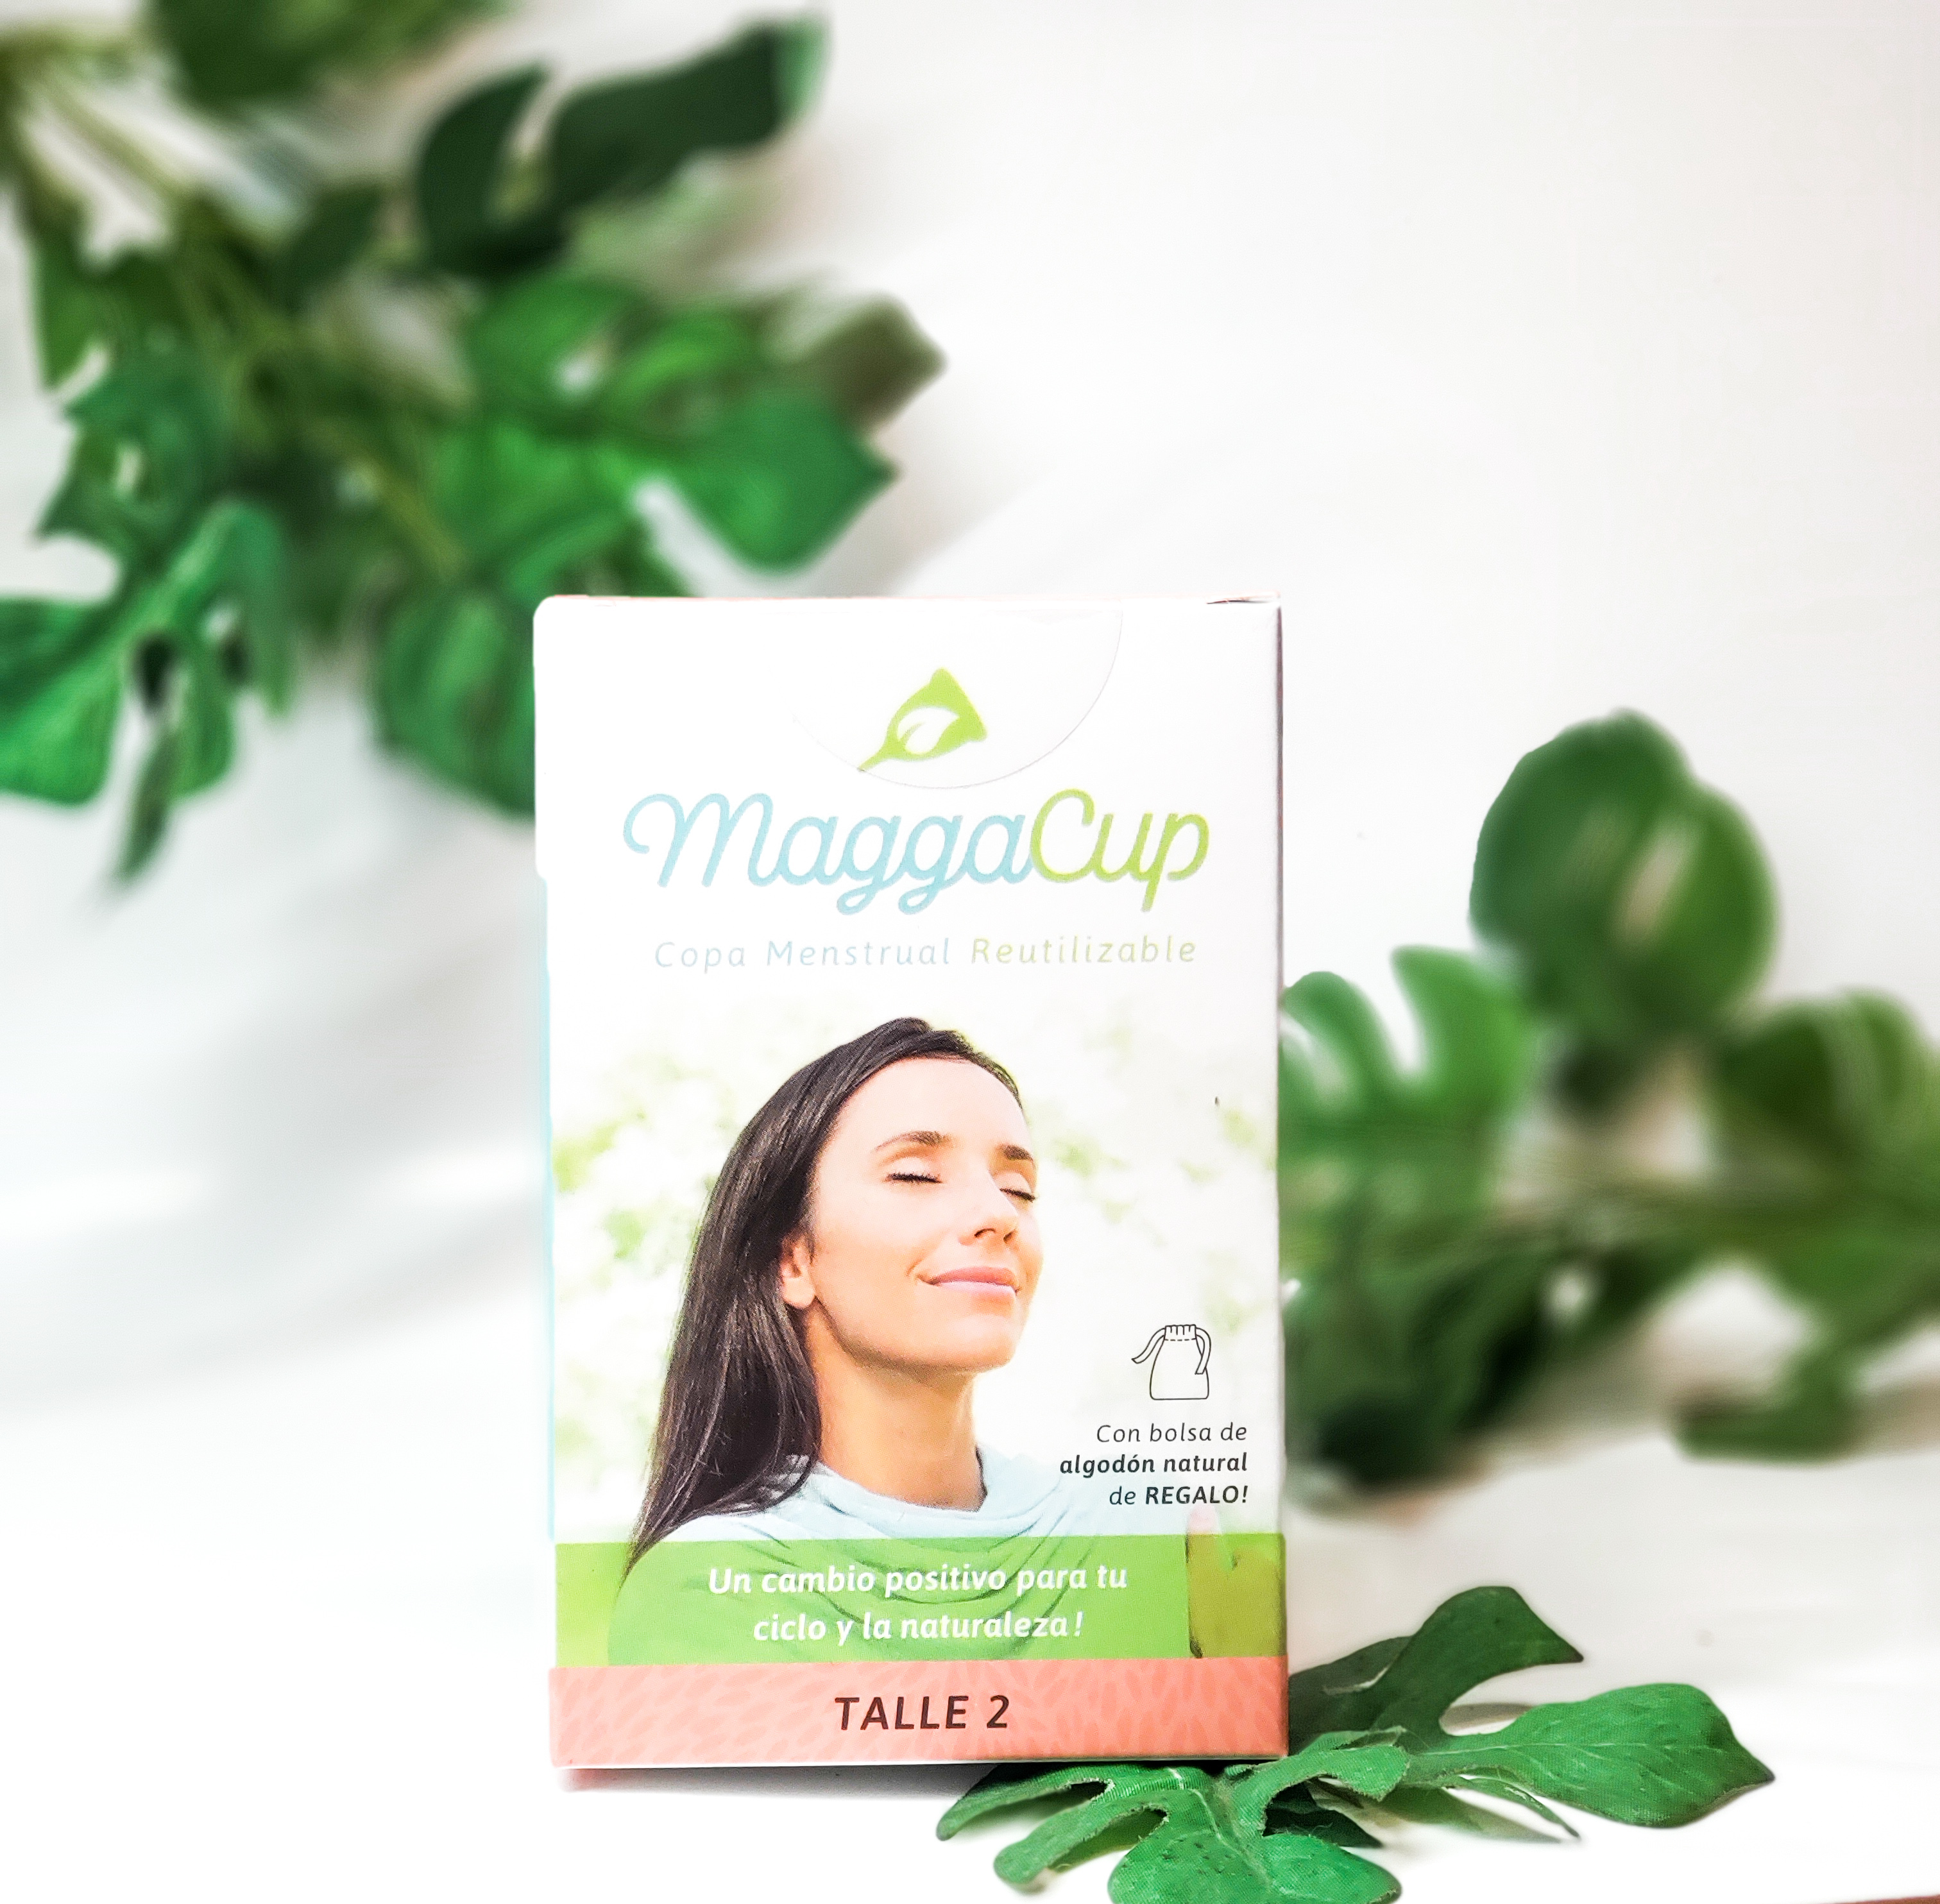 MaggaCup
Copa Menstrual Reutilizable
Con bolsa de
algodón natural
de REGALO!
Un cambio positivo para tu
ciclo y la naturaleza!
TALLE 2